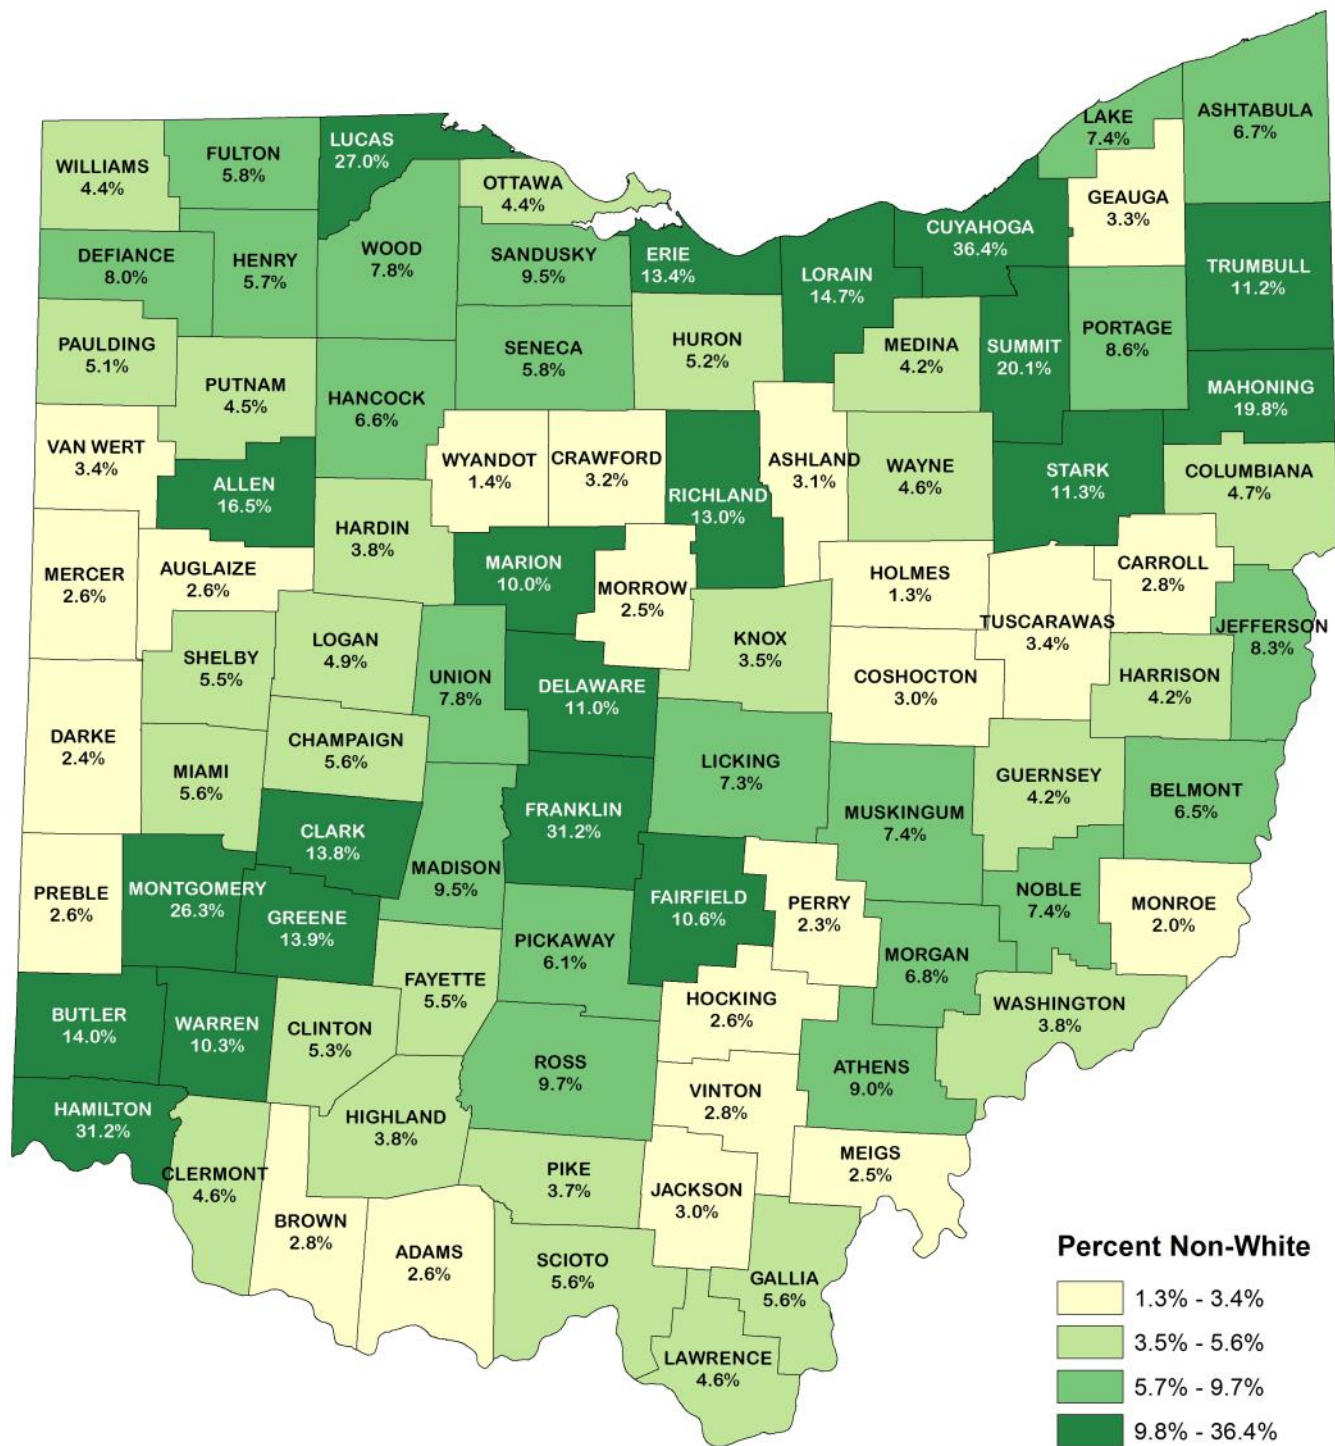 LAKE
7.4%
ASHTABULA
6.7%
LUCAS
27.0%
WILLIAMS
4.4%
FULTON
5.8%
OTTAWA
4.4%
GEAUGA
3.3%
CUYAHOGA
36.4%
DEFIANCE
8.0%
HENRY
5.7%
WOOD
7.8%
SANDUSKY
9.5%
ERIE
13.4%
LORAIN
14.7%
TRUMBULL
11.2%
PAULDING
5.1%
PUTNAM
4.5%
HANCOCK
6.6%
SENECA
5.8%
HURON
5.2%
MEDINA
4.2%
SUMMIT
20.1%
PORTAGE
8.6%
MAHONING
19.8%
VAN WERT
3.4%
ALLEN
16.5%
WYANDOT
1.4%
CRAWFORD
3.2%
RICHLAND
13.0%
ASHLAND
3.1%
WAYNE
4.6%
STARK
11.3%
COLUMBIANA
4.7%
MERCER
2.6%
AUGLAIZE
2.6%
HARDIN
3.8%
MARION
10.0%
MORROW
2.5%
HOLMES
1.3%
TUSCARAWAS
3.4%
CARROLL
2.8%
JEFFERSON
8.3%
SHELBY
5.5%
LOGAN
4.9%
UNION
7.8%
DELAWARE
11.0%
KNOX
3.5%
COSHOCTON
3.0%
HARRISON
4.2%
DARKE
2.4%
MIAMI
5.6%
CHAMPAIGN
5.6%
LICKING
7.3%
MUSKINGUM
7.4%
GUERNSEY
4.2%
BELMONT
6.5%
CLARK
13.8%
FRANKLIN
31.2%
MADISON
9.5%
PREBLE
2.6%
MONTGOMERY
26.3%
GREENE
13.9%
FAIRFIELD
10.6%
PERRY
2.3%
NOBLE
7.4%
MONROE
2.0%
PICKAWAY
6.1%
MORGAN
6.8%
FAYETTE
5.5%
HOCKING
2.6%
WASHINGTON
3.8%
BUTLER
14.0%
WARREN
10.3%
CLINTON
5.3%
ROSS
9.7%
ATHENS
9.0%
VINTON
2.8%
HAMILTON
31.2%
HIGHLAND
3.8%
CLERMONT
4.6%
PIKE
3.7%
JACKSON
3.0%
MEIGS
2.5%
BROWN
2.8%
ADAMS
2.6%
SCIOTO
5.6%
GALLIA
5.6%
LAWRENCE
4.6%
Percent Non-White
1.3% - 3.4%
3.5% - 5.6%
5.7% - 9.7%
9.8% - 36.4%